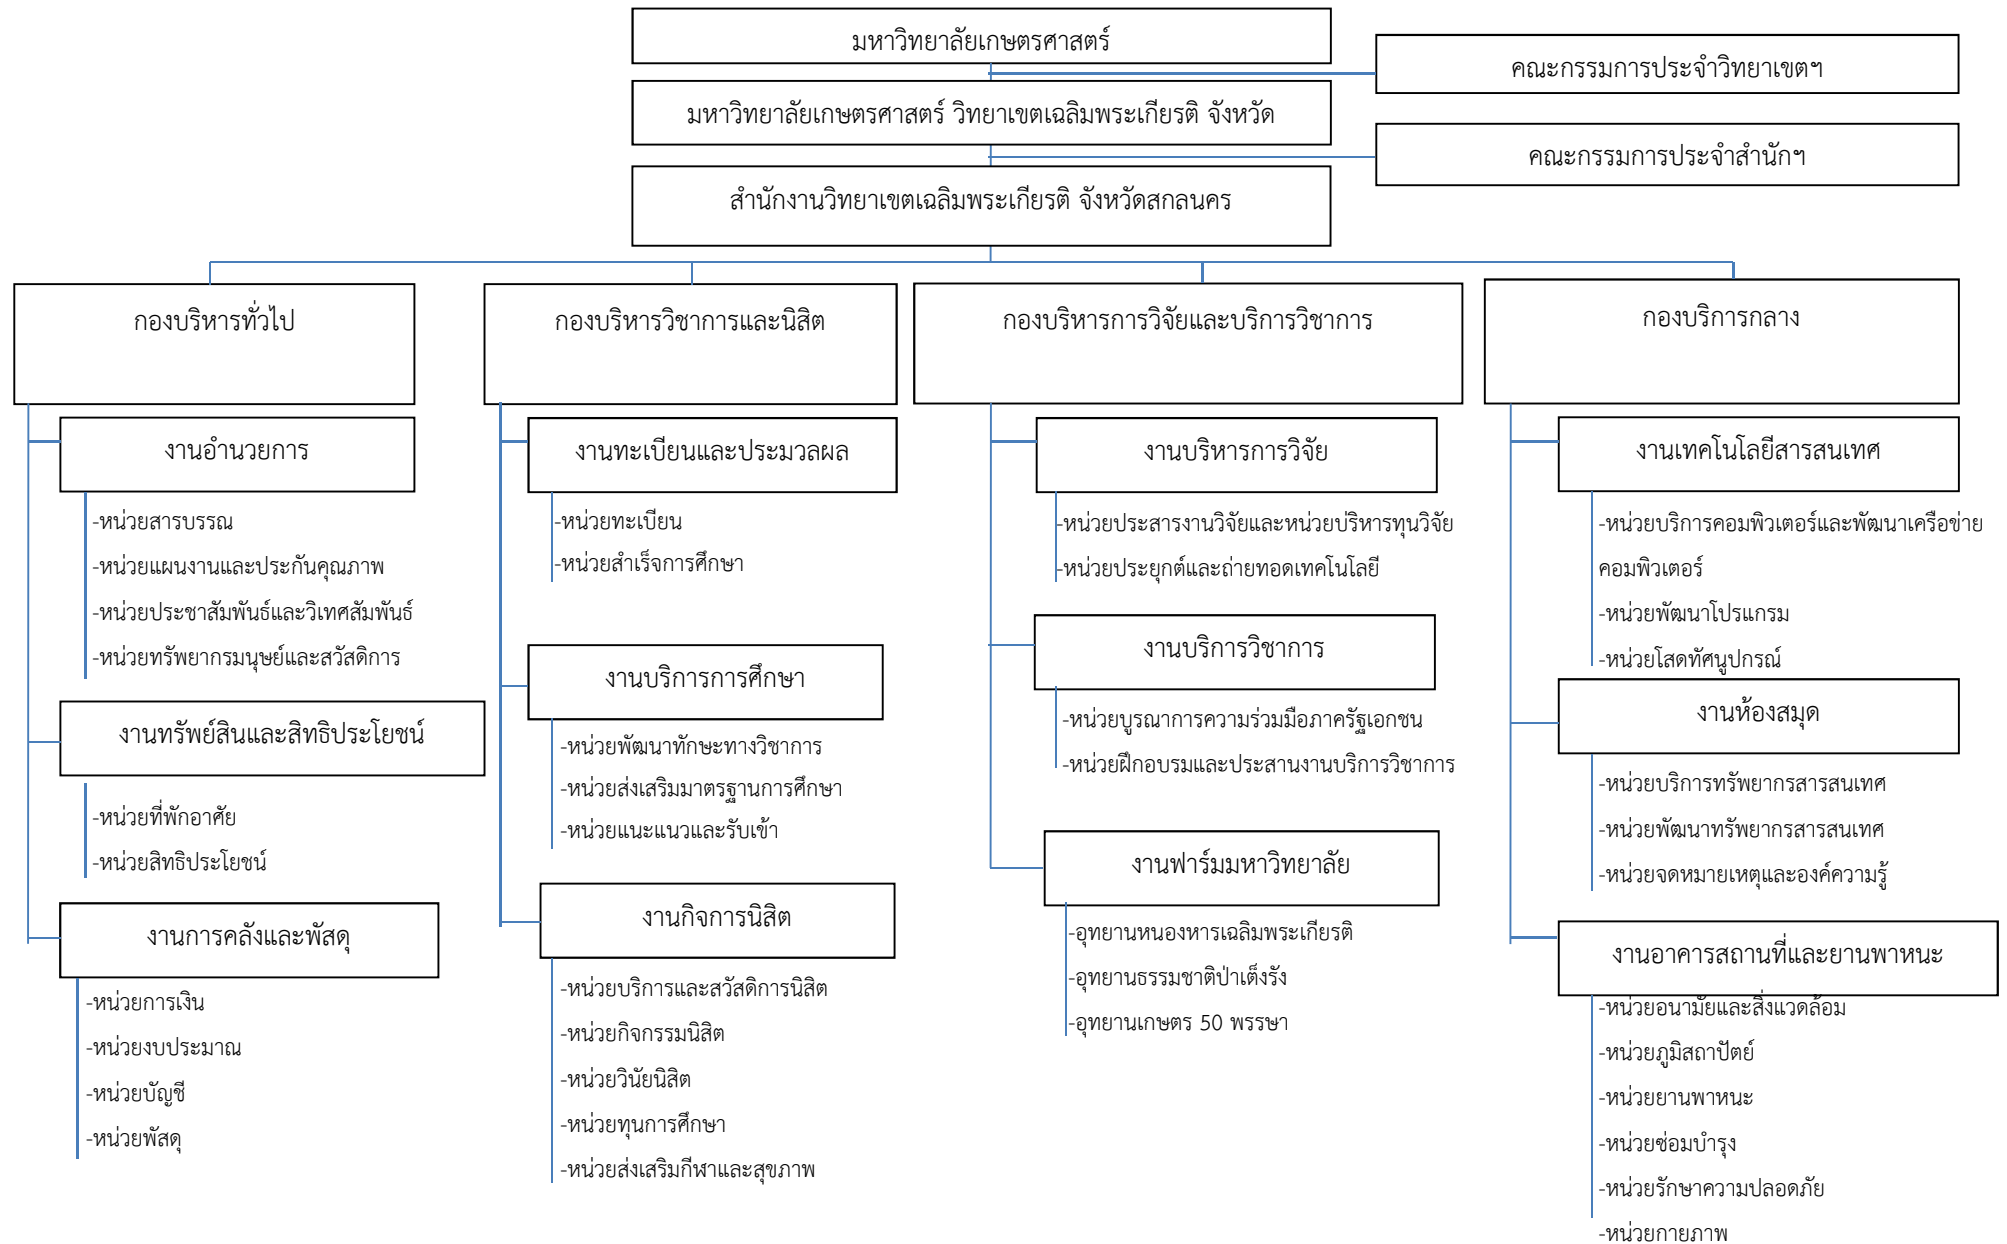 มหาวิทยาลัยเกษตรศาสตร์
คณะกรรมการประจำวิทยาเขตฯ
มหาวิทยาลัยเกษตรศาสตร์ วิทยาเขตเฉลิมพระเกียรติ จังหวัด
คณะกรรมการประจำสำนักฯ
สำนักงานวิทยาเขตเฉลิมพระเกียรติ จังหวัดสกลนคร
กองบริหารทั่วไป
งานอำนวยการ
-หน่วยสารบรรณ
-หน่วยแผนงานและประกันคุณภาพ
-หน่วยประชาสัมพันธ์และวิเทศสัมพันธ์
-หน่วยทรัพยากรมนุษย์และสวัสดิการ
งานทรัพย์สินและสิทธิประโยชน์
-หน่วยที่พักอาศัย
-หน่วยสิทธิประโยชน์
งานการคลังและพัสดุ
-หน่วยการเงิน
-หน่วยงบประมาณ
-หน่วยบัญชี
-หน่วยพัสดุ
กองบริหารวิชาการและนิสิต
งานทะเบียนและประมวลผล
-หน่วยทะเบียน
-หน่วยสำเร็จการศึกษา
งานบริการการศึกษา
-หน่วยพัฒนาทักษะทางวิชาการ
-หน่วยส่งเสริมมาตรฐานการศึกษา
-หน่วยแนะแนวและรับเข้า
งานกิจการนิสิต
-หน่วยบริการและสวัสดิการนิสิต
-หน่วยกิจกรรมนิสิต
-หน่วยวินัยนิสิต
-หน่วยทุนการศึกษา
-หน่วยส่งเสริมกีฬาและสุขภาพ
กองบริหารการวิจัยและบริการวิชาการ
งานบริหารการวิจัย
-หน่วยประสารงานวิจัยและหน่วยบริหารทุนวิจัย
-หน่วยประยุกต์และถ่ายทอดเทคโนโลยี
งานบริการวิชาการ
-หน่วยบูรณาการความร่วมมือภาครัฐเอกชน
-หน่วยฝึกอบรมและประสานงานบริการวิชาการ
งานฟาร์มมหาวิทยาลัย
-อุทยานหนองหารเฉลิมพระเกียรติ
-อุทยานธรรมชาติป่าเต็งรัง
-อุทยานเกษตร 50 พรรษา
กองบริการกลาง
งานเทคโนโลยีสารสนเทศ
-หน่วยบริการคอมพิวเตอร์และพัฒนาเครือข่าย
คอมพิวเตอร์
-หน่วยพัฒนาโปรแกรม
-หน่วยโสดทัศนูปกรณ์
งานห้องสมุด
-หน่วยบริการทรัพยากรสารสนเทศ
-หน่วยพัฒนาทรัพยากรสารสนเทศ
-หน่วยจดหมายเหตุและองค์ความรู้
งานอาคารสถานที่และยานพาหนะ
-หน่วยอนามัยและสิ่งแวดล้อม
-หน่วยภูมิสถาปัตย์
-หน่วยยานพาหนะ
-หน่วยซ่อมบำรุง
-หน่วยรักษาความปลอดภัย
-หน่วยกายภาพ